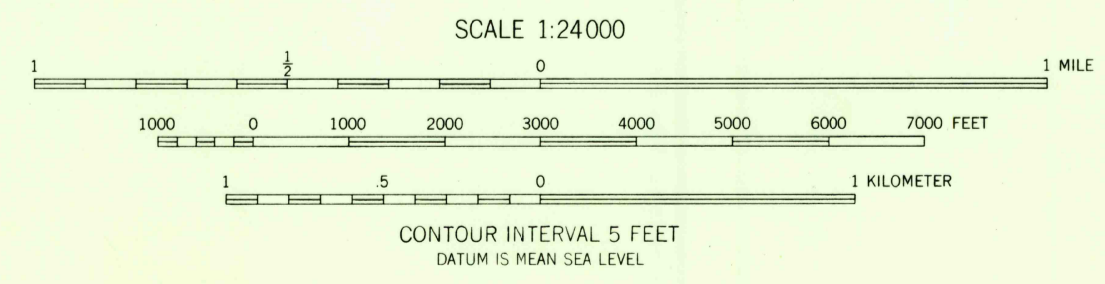 SCALE 1:24000
1 1/2 0 1 MILE
1000 0 1000 2000 3000 4000 5000 6000 7000 FEET
1 .5 0 1 KILOMETER
CONTOUR INTERVAL 5 FEET
DATUM IS MEAN SEA LEVEL